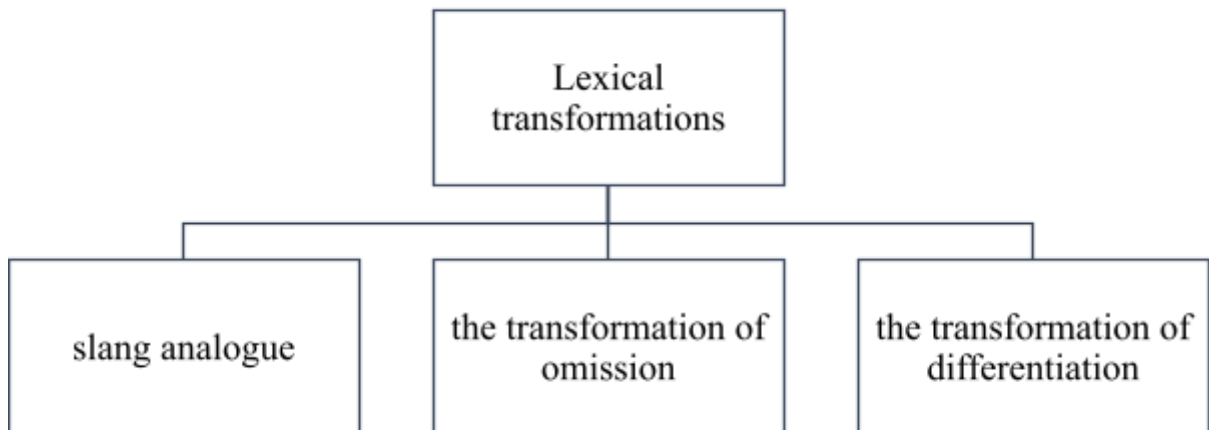 Lexical
transformations
slang analogue
the transformation of
omission
the transformation of
differentiation